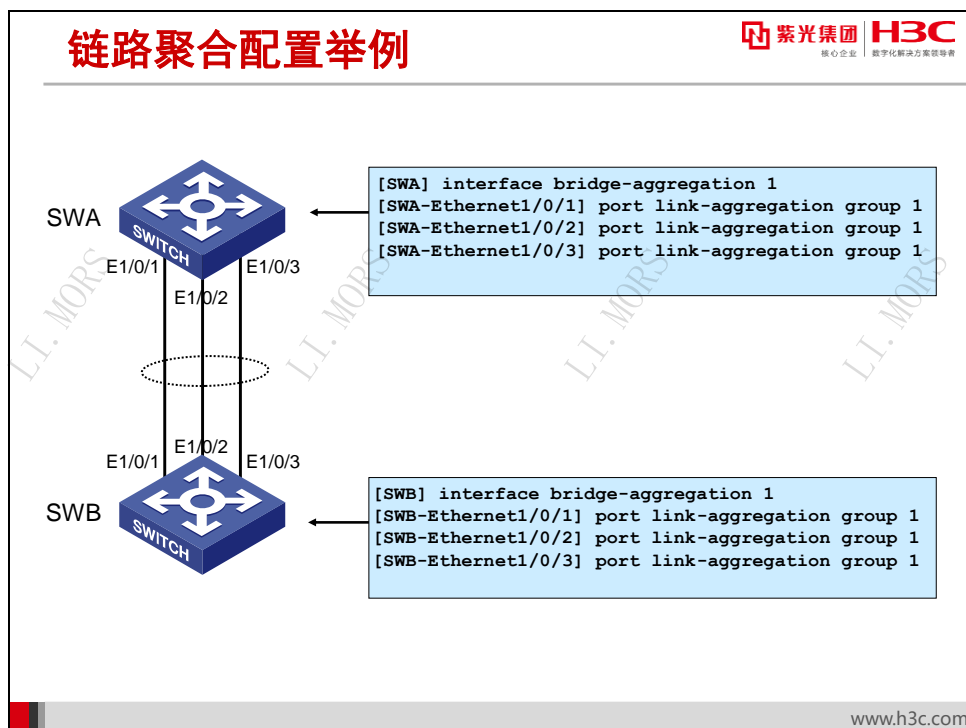 链路聚合配置举例
紫光集团 H3C
核心企业 数字化解决方案领导者
[SWA] interface bridge-aggregation 1
[SWA-Ethernet1/0/1] port link-aggregation group 1
[SWA-Ethernet1/0/2] port link-aggregation group 1
[SWA-Ethernet1/0/3] port link-aggregation group 1
SWA
SWITCH
E1/0/1
E1/0/3
E1/0/2
LI. MORS
LI. MORS
LI. MORS
LI. MORS
E1/0/2
E1/0/1
E1/0/3
SWB
SWITCH
[SWB] interface bridge-aggregation 1
[SWB-Ethernet1/0/1] port link-aggregation group 1
[SWB-Ethernet1/0/2] port link-aggregation group 1
[SWB-Ethernet1/0/3] port link-aggregation group 1
www.h3c.com